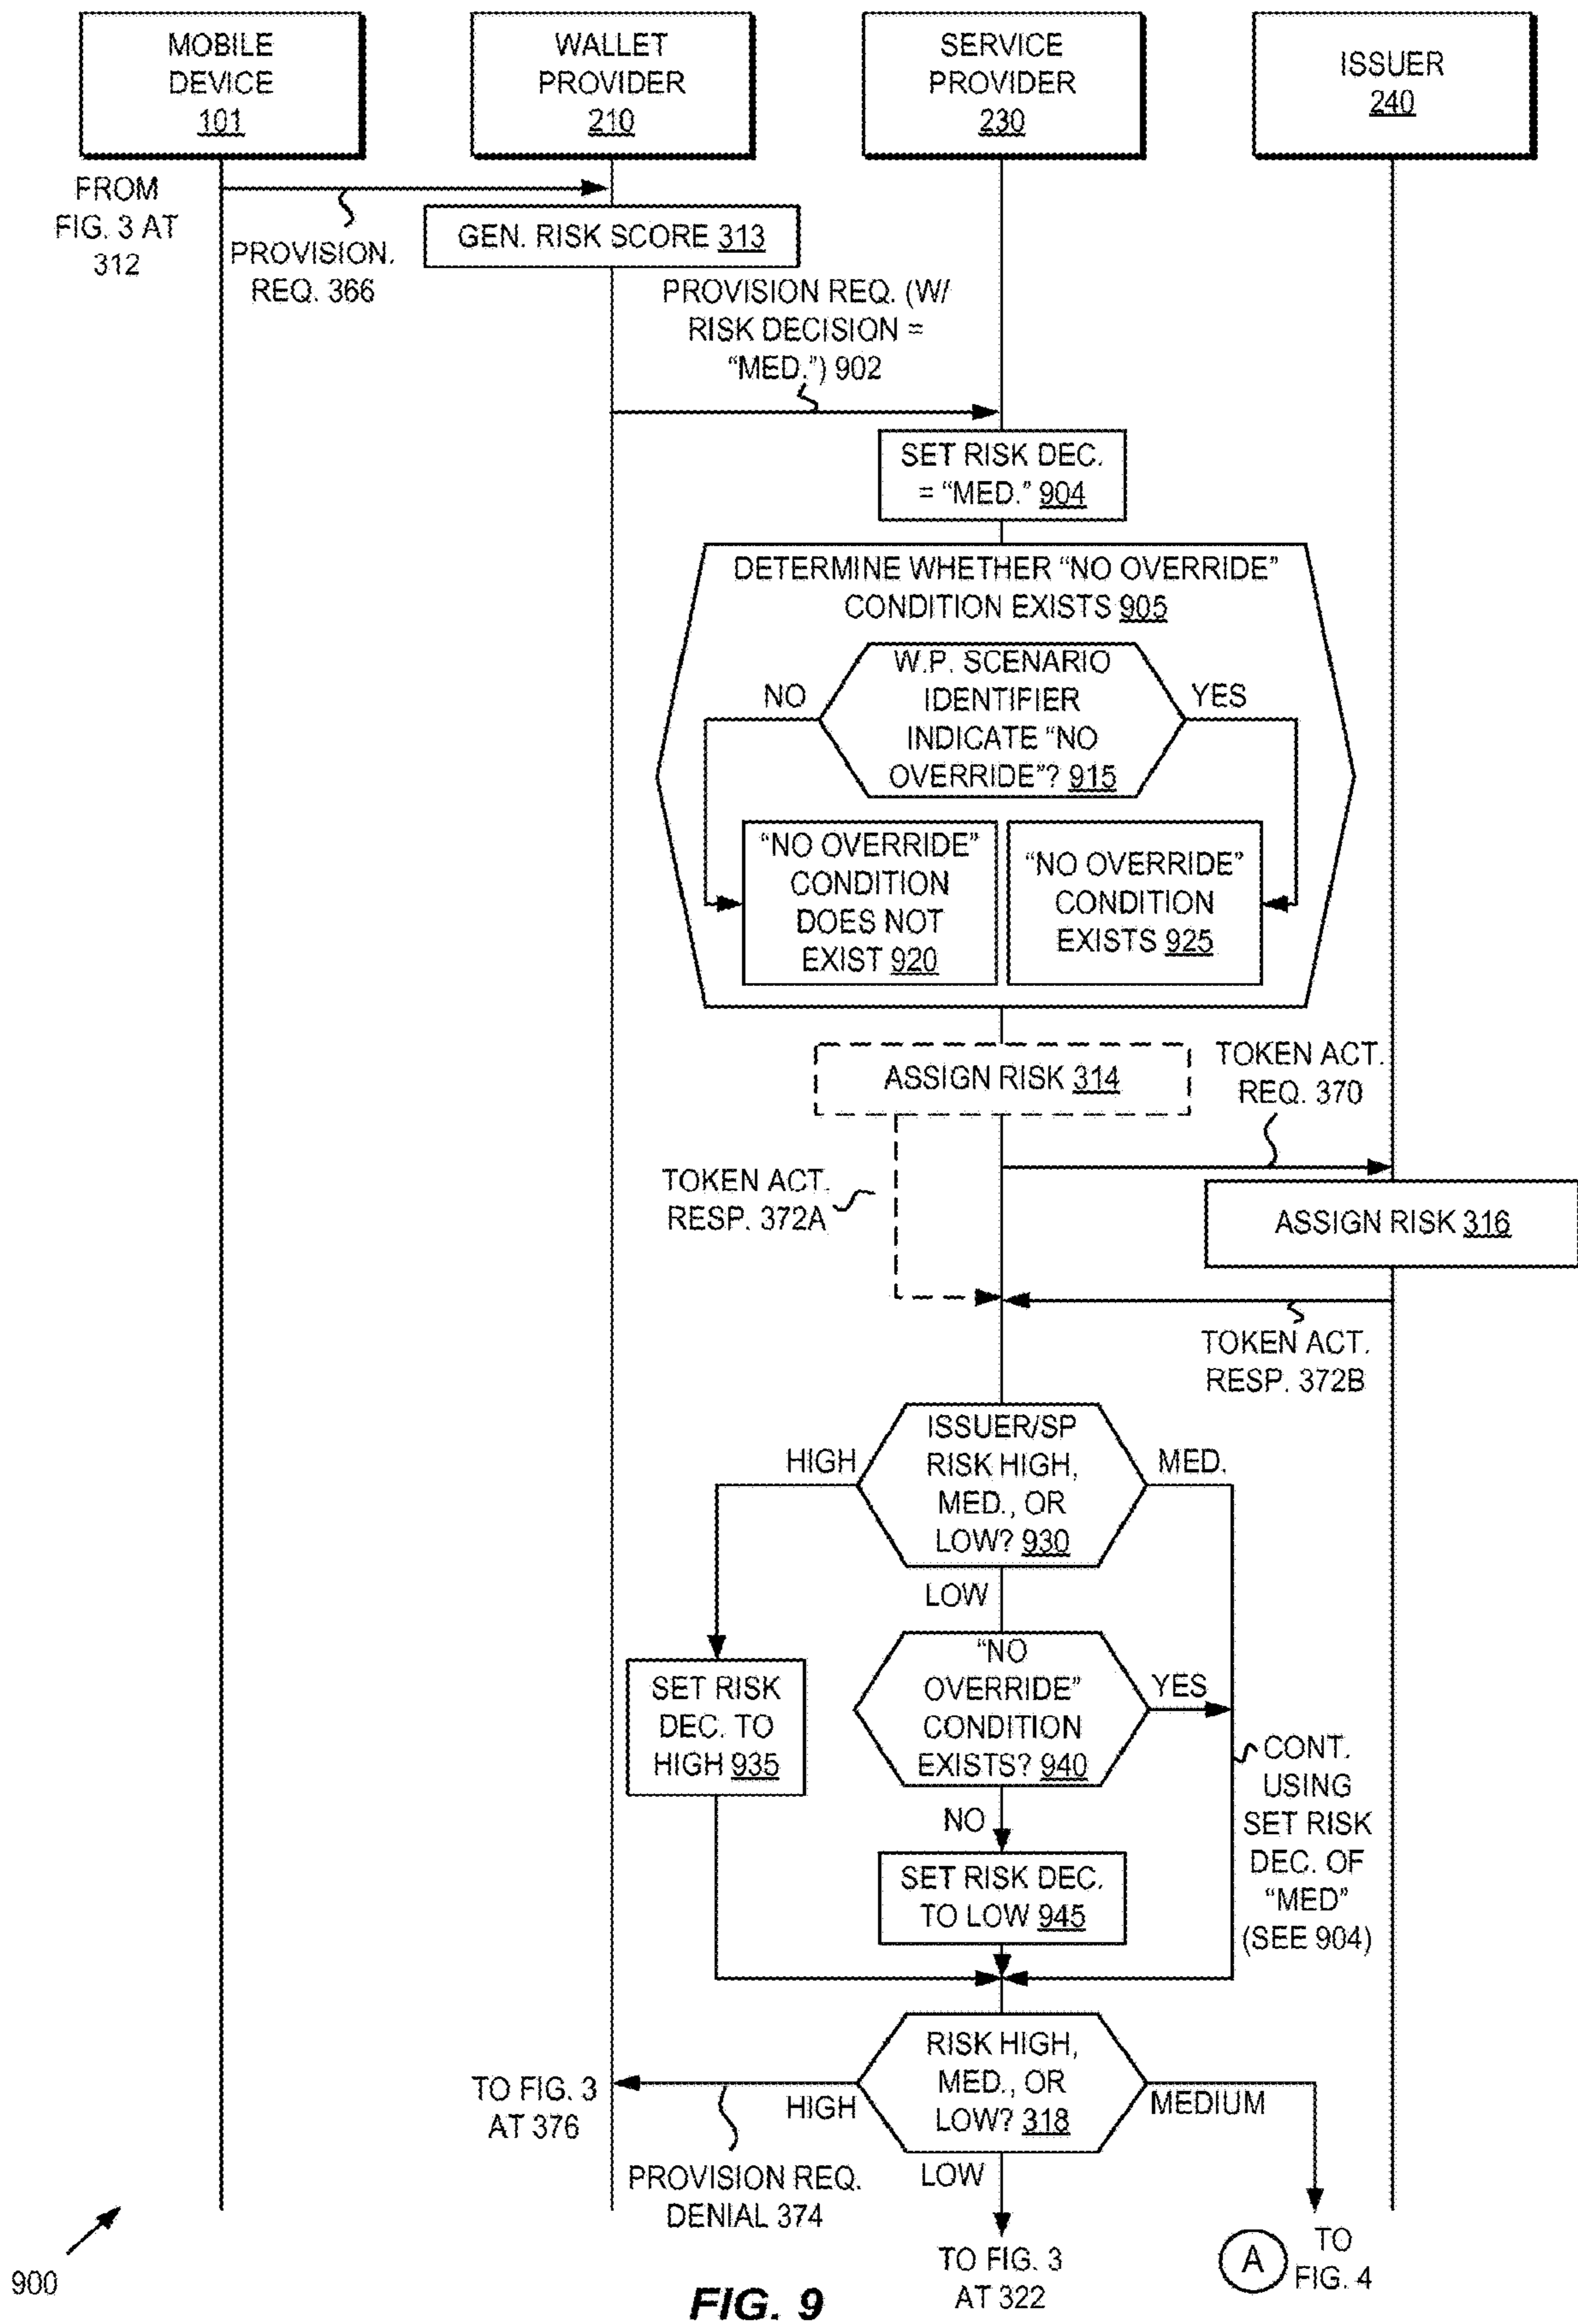 MOBILE
DEVICE
101
WALLET
PROVIDER
210
SERVICE
PROVIDER
230
ISSUER
240
FROM
FIG. 3 AT
312
PROVISION.
REQ. 366
GEN. RISK SCORE 313
PROVISION REQ. (W/
RISK DECISION =
“MED.”) 902
SET RISK DEC.
= “MED.” 904
DETERMINE WHETHER “NO OVERRIDE”
CONDITION EXISTS 905
W.P. SCENARIO
IDENTIFIER
INDICATE “NO
OVERRIDE”? 915
NO
YES
“NO OVERRIDE”
CONDITION
DOES NOT
EXIST 920
“NO OVERRIDE”
CONDITION
EXISTS 925
ASSIGN RISK 314
TOKEN ACT.
REQ. 370
TOKEN ACT.
RESP. 372A
ASSIGN RISK 316
TOKEN ACT.
RESP. 372B
ISSUER/SP
RISK HIGH,
MED., OR
LOW? 930
HIGH
MED.
LOW
“NO
OVERRIDE”
CONDITION
EXISTS? 940
YES
SET RISK
DEC. TO
HIGH 935
CONT.
USING
SET RISK
DEC. OF
“MED”
(SEE 904)
NO
SET RISK DEC.
TO LOW 945
RISK HIGH,
MED., OR
LOW? 318
TO FIG. 3
AT 376
HIGH
MEDIUM
PROVISION REQ.
DENIAL 374
LOW
TO FIG. 3
AT 322
A
TO
FIG. 4
900
FIG. 9